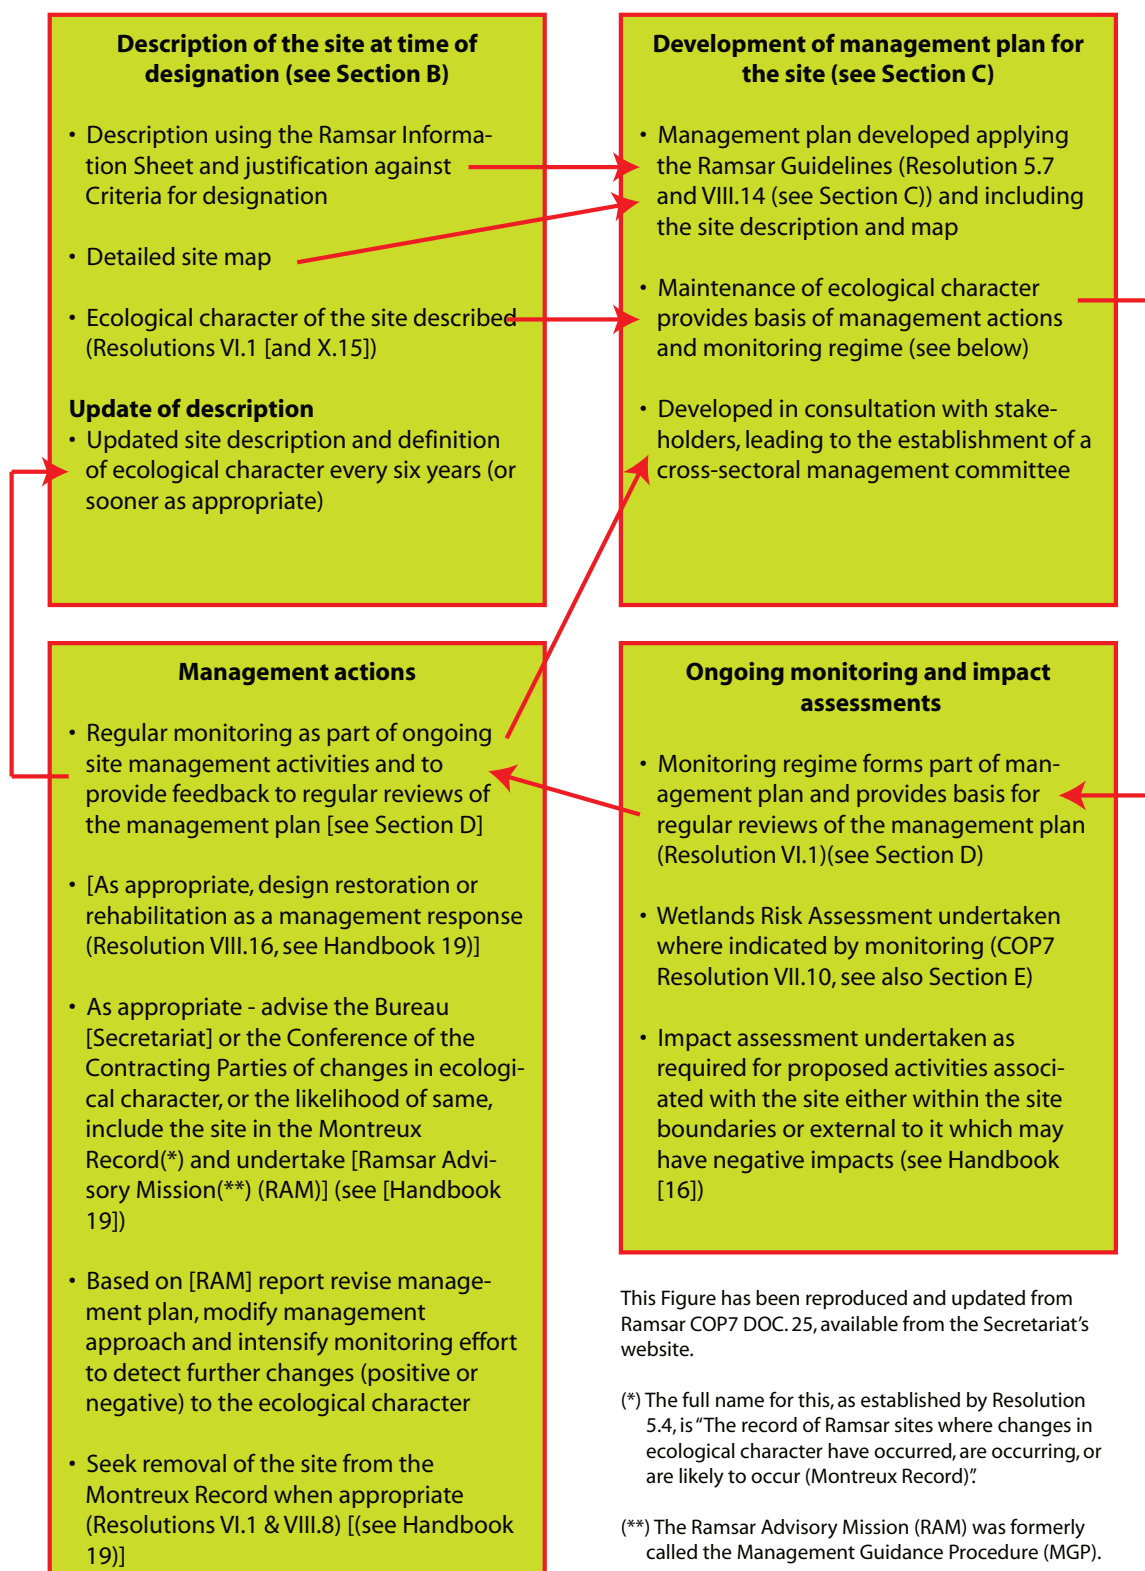 Description of the site at time of
designation (see Section B)
• Description using the Ramsar Informa-
tion Sheet and justification against
Criteria for designation
• Detailed site map
• Ecological character of the site described
(Resolutions VI.1 [and X.15])
Update of description
• Updated site description and definition
of ecological character every six years (or
sooner as appropriate)
Development of management plan for
the site (see Section C)
• Management plan developed applying
the Ramsar Guidelines (Resolution 5.7
and VIII.14 (see Section C)) and including
the site description and map
• Maintenance of ecological character
provides basis of management actions
and monitoring regime (see below)
• Developed in consultation with stake-
holders, leading to the establishment of a
cross-sectoral management committee
Management actions
• Regular monitoring as part of ongoing
site management activities and to
provide feedback to regular reviews of
the management plan [see Section D]
• [As appropriate, design restoration or
rehabilitation as a management response
(Resolution VIII.16, see Handbook 19)]
• As appropriate - advise the Bureau
[Secretariat] or the Conference of the
Contracting Parties of changes in ecologi-
cal character, or the likelihood of same,
include the site in the Montreux
Record(*) and undertake [Ramsar Advi-
sory Mission(**) (RAM)] (see [Handbook
19])
• Based on [RAM] report revise manage-
ment plan, modify management
approach and intensify monitoring effort
to detect further changes (positive or
negative) to the ecological character
• Seek removal of the site from the
Montreux Record when appropriate
(Resolutions VI.1 & VIII.8) [(see Handbook
19)]
Ongoing monitoring and impact
assessments
• Monitoring regime forms part of man-
agement plan and provides basis for
regular reviews of the management plan
(Resolution VI.1)(see Section D)
• Wetlands Risk Assessment undertaken
where indicated by monitoring (COP7
Resolution VII.10, see also Section E)
• Impact assessment undertaken as
required for proposed activities associ-
ated with the site either within the site
boundaries or external to it which may
have negative impacts (see Handbook
[16])
This Figure has been reproduced and updated from
Ramsar COP7 DOC. 25, available from the Secretariat's
website.
(*) The full name for this, as established by Resolution
5.4, is "The record of Ramsar sites where changes in
ecological character have occurred, are occurring, or
are likely to occur (Montreux Record)".
(**) The Ramsar Advisory Mission (RAM) was formerly
called the Management Guidance Procedure (MGP).